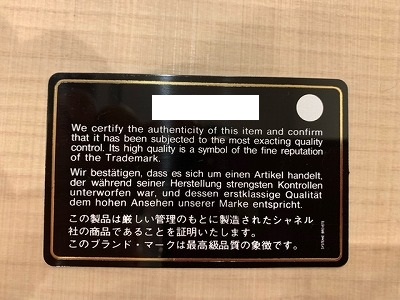 We certify the authenticity of this item and confirm
that it has been subjected to the most exacting quality
control. Its high quality is a symbol of the fine reputation
of the Trademark.
Wir bestätigen, dass es sich um einen Artikel handelt,
der während seiner Herstellung strengsten Kontrollen
unterworfen war, und dessen erstklassige Qualität
dem hohen Ansehen unserer Marke entspricht.
この製品は厳しい管理のもとに製造されたシャネル
社の商品であることを証明いたします。
このブランド・マークは最高級品質の象徴です。